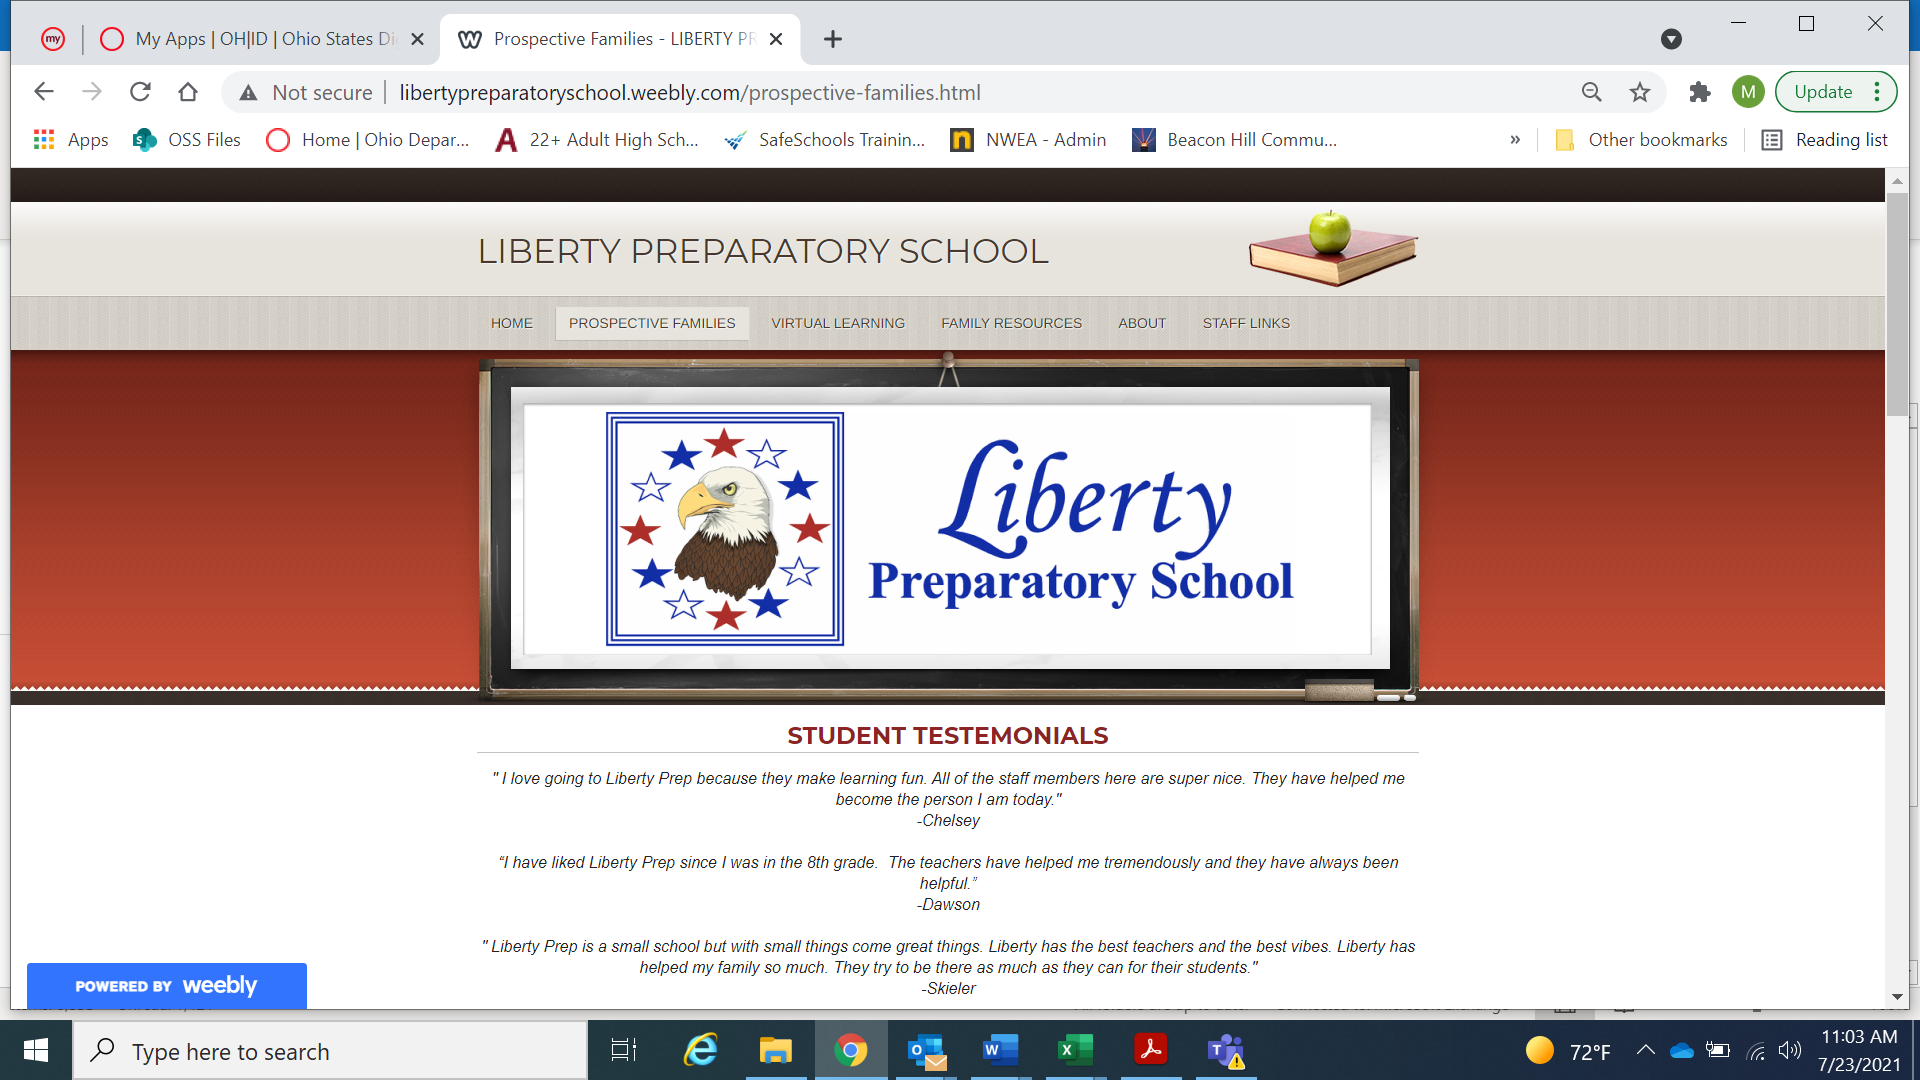 my
My Apps | OH|ID | Ohio States Di
Prospective Families - LIBERTY PR
Not secure
libertypreparatoryschool.weebly.com/prospective-families.html
M
Update
Apps
OSS Files
Home | Ohio Depar...
22+ Adult High Sch...
SafeSchools Trainin...
NWEA - Admin
Beacon Hill Commu...
»
Other bookmarks
Reading list
LIBERTY PREPARATORY SCHOOL
HOME
PROSPECTIVE FAMILIES
VIRTUAL LEARNING
FAMILY RESOURCES
ABOUT
STAFF LINKS
Liberty
Preparatory School
STUDENT TESTEMONIALS
" I love going to Liberty Prep because they make learning fun. All of the staff members here are super nice. They have helped me
become the person I am today."
-Chelsey
“I have liked Liberty Prep since I was in the 8th grade.  The teachers have helped me tremendously and they have always been
helpful.”
-Dawson
" Liberty Prep is a small school but with small things come great things. Liberty has the best teachers and the best vibes. Liberty has
helped my family so much. They try to be there as much as they can for their students."
-Skieler
POWERED BY weebly
Type here to search
72°F
11:03 AM
7/23/2021